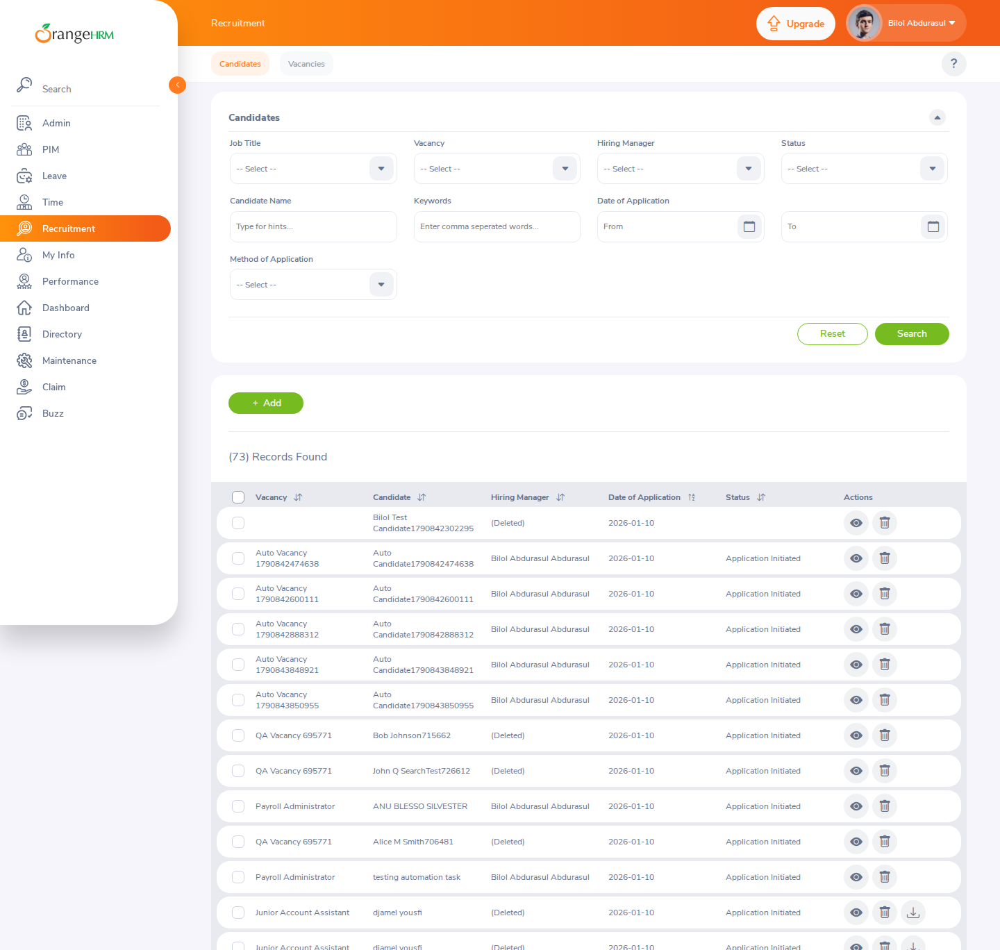 OrangeHRM
Search
Admin
PIM
Leave
Time
Recruitment
My Info
Performance
Dashboard
Directory
Maintenance
Claim
Buzz
Recruitment
Upgrade
Bilol Abdurasul
Candidates
Vacancies
?
Candidates
Job Title
Vacancy
Hiring Manager
Status
-- Select --
-- Select --
-- Select --
-- Select --
Candidate Name
Keywords
Date of Application
Type for hints...
Enter comma seperated words...
From
To
Method of Application
-- Select --
Reset
Search
+ Add
(73) Records Found
Vacancy
Candidate
Hiring Manager
Date of Application
Status
Actions
Bilol Test
Candidate1790842302295
(Deleted)
2026-01-10
Auto Vacancy
1790842474638
Auto
Candidate1790842474638
Bilol Abdurasul Abdurasul
2026-01-10
Application Initiated
Auto Vacancy
1790842600111
Auto
Candidate1790842600111
Bilol Abdurasul Abdurasul
2026-01-10
Application Initiated
Auto Vacancy
1790842888312
Auto
Candidate1790842888312
Bilol Abdurasul Abdurasul
2026-01-10
Application Initiated
Auto Vacancy
1790843848921
Auto
Candidate1790843848921
Bilol Abdurasul Abdurasul
2026-01-10
Application Initiated
Auto Vacancy
1790843850955
Auto
Candidate1790843850955
Bilol Abdurasul Abdurasul
2026-01-10
Application Initiated
QA Vacancy 695771
Bob Johnson715662
(Deleted)
2026-01-10
Application Initiated
QA Vacancy 695771
John Q SearchTest726612
(Deleted)
2026-01-10
Application Initiated
Payroll Administrator
ANU BLESSO SILVESTER
Bilol Abdurasul Abdurasul
2026-01-10
Application Initiated
QA Vacancy 695771
Alice M Smith706481
(Deleted)
2026-01-10
Application Initiated
Payroll Administrator
testing automation task
Bilol Abdurasul Abdurasul
2026-01-10
Application Initiated
Junior Account Assistant
djamel yousfi
(Deleted)
2026-01-10
Application Initiated
Junior Account Assistant
djamel yousfi
(Deleted)
2026-01-10
Application Initiated